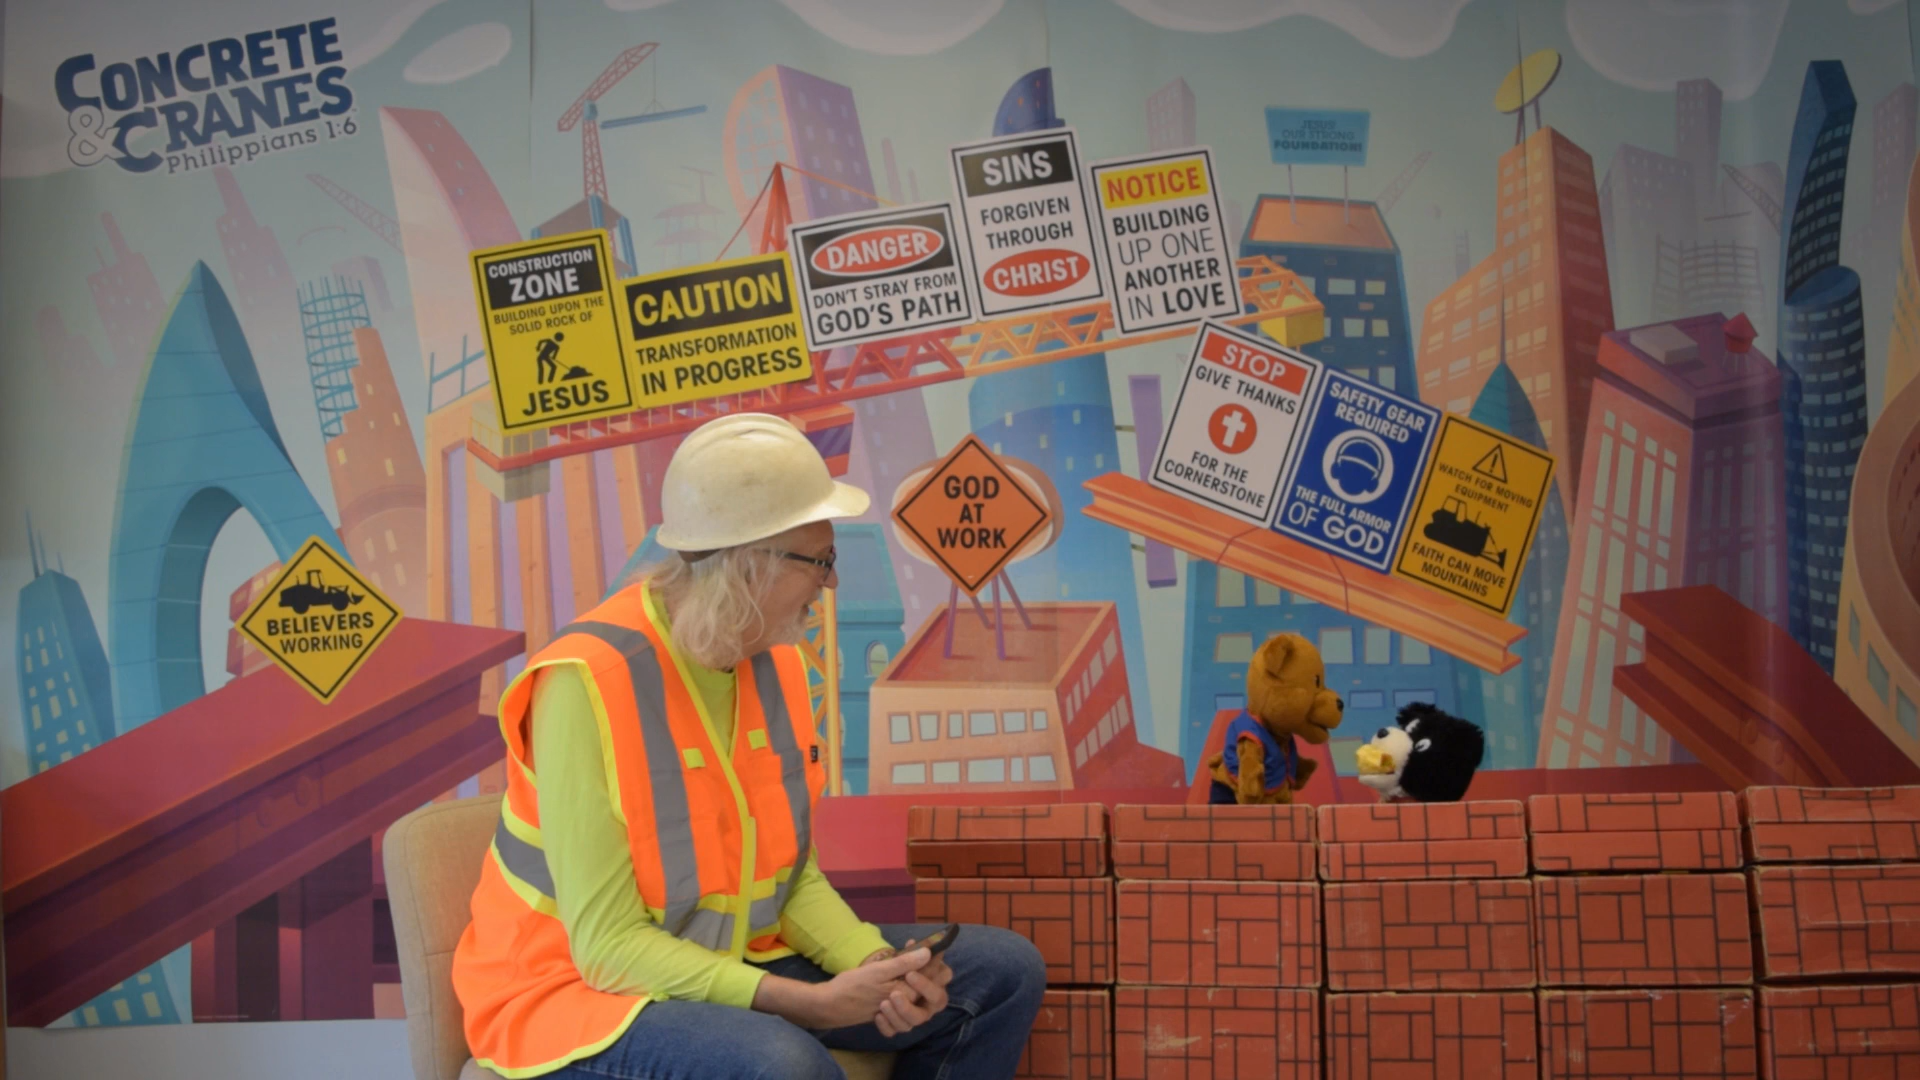 CONCRETE
& CRANES
Philippians 1:6
JESUS
OUR STRONG
FOUNDATION!
CONSTRUCTION
ZONE
BUILDING UPON THE
SOLID ROCK OF
JESUS
CAUTION
TRANSFORMATION
IN PROGRESS
DANGER
DON'T STRAY FROM
GOD'S PATH
SINS
FORGIVEN
THROUGH
CHRIST
NOTICE
BUILDING
UP ONE
ANOTHER
IN LOVE
STOP
GIVE THANKS
FOR THE
CORNERSTONE
SAFETY GEAR
REQUIRED
THE FULL ARMOR
OF GOD
WATCH FOR MOVING
EQUIPMENT
FAITH CAN MOVE
MOUNTAINS
GOD
AT
WORK
BELIEVERS
WORKING